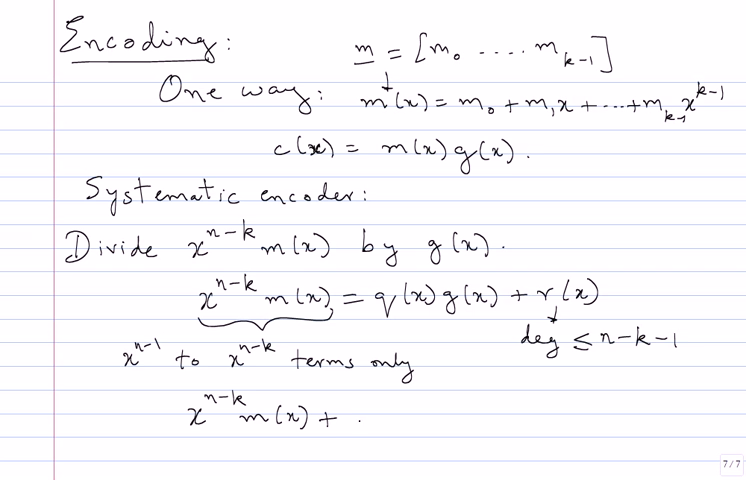 Encoding:
m = [m₀ ..... m_{k-1}]
One way: m(x) = m₀ + m₁x + ... + m_{k-1}x^{k-1}
c(x) = m(x) g(x).
Systematic encoder:
Divide x^{n-k} m(x) by g(x).
x^{n-k} m(x) = q(x) g(x) + r(x)
deg ≤ n-k-1
x^{n-1} to x^{n-k} terms only
x^{n-k} m(x) + .
7/7